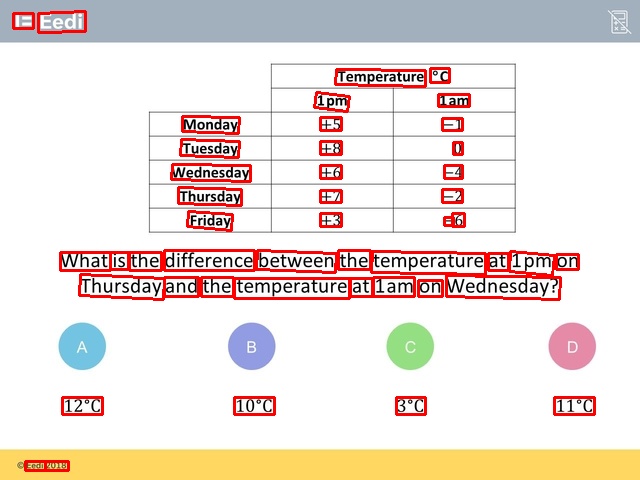 Eedi
Temperature °C
1pm 1am
Monday +5 −1
Tuesday +8 0
Wednesday +6 −4
Thursday +7 −2
Friday +3 −6
What is the difference between the temperature at 1pm on
Thursday and the temperature at 1am on Wednesday?
A B C D
12°C 10°C 3°C 11°C
© Eedi 2018